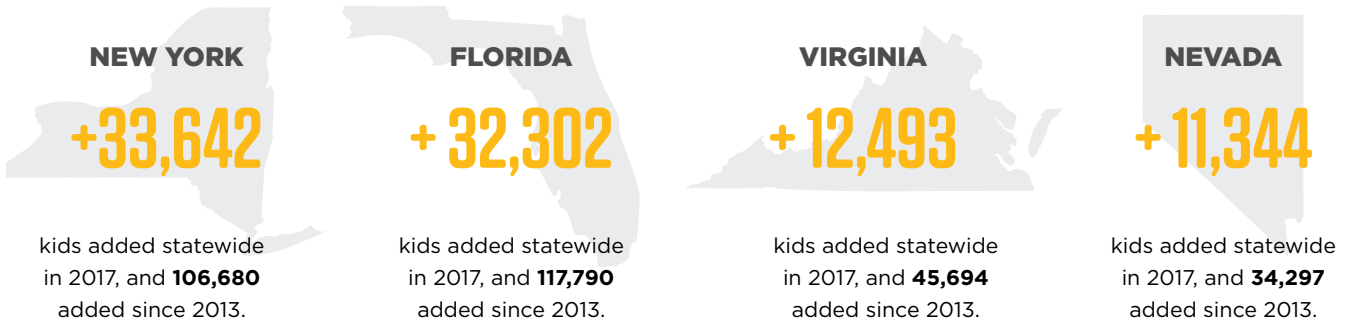 NEW YORK
+33,642
kids added statewide
in 2017, and 106,680
added since 2013.
FLORIDA
+ 32,302
kids added statewide
in 2017, and 117,790
added since 2013.
VIRGINIA
+ 12,493
kids added statewide
in 2017, and 45,694
added since 2013.
NEVADA
+ 11,344
kids added statewide
in 2017, and 34,297
added since 2013.